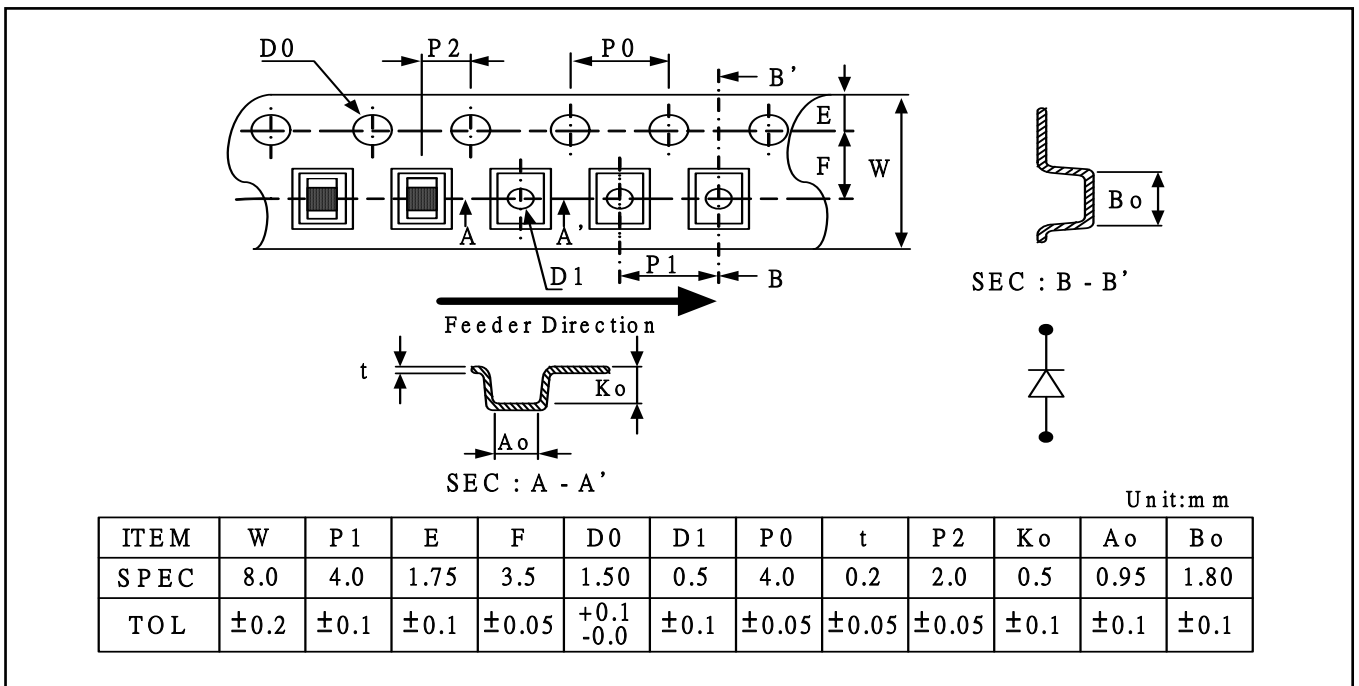 D0
P2
P0
B'
E
F
W
A
A'
D1
P1
B
Feeder Direction
Bo
SEC : B - B'
t
Ko
Ao
SEC : A - A'
Unit:mm
ITEM W P1 E F D0 D1 P0 t P2 Ko Ao Bo
SPEC 8.0 4.0 1.75 3.5 1.50 0.5 4.0 0.2 2.0 0.5 0.95 1.80
TOL ±0.2 ±0.1 ±0.1 ±0.05 +0.1 -0.0 ±0.1 ±0.05 ±0.05 ±0.05 ±0.1 ±0.1 ±0.1